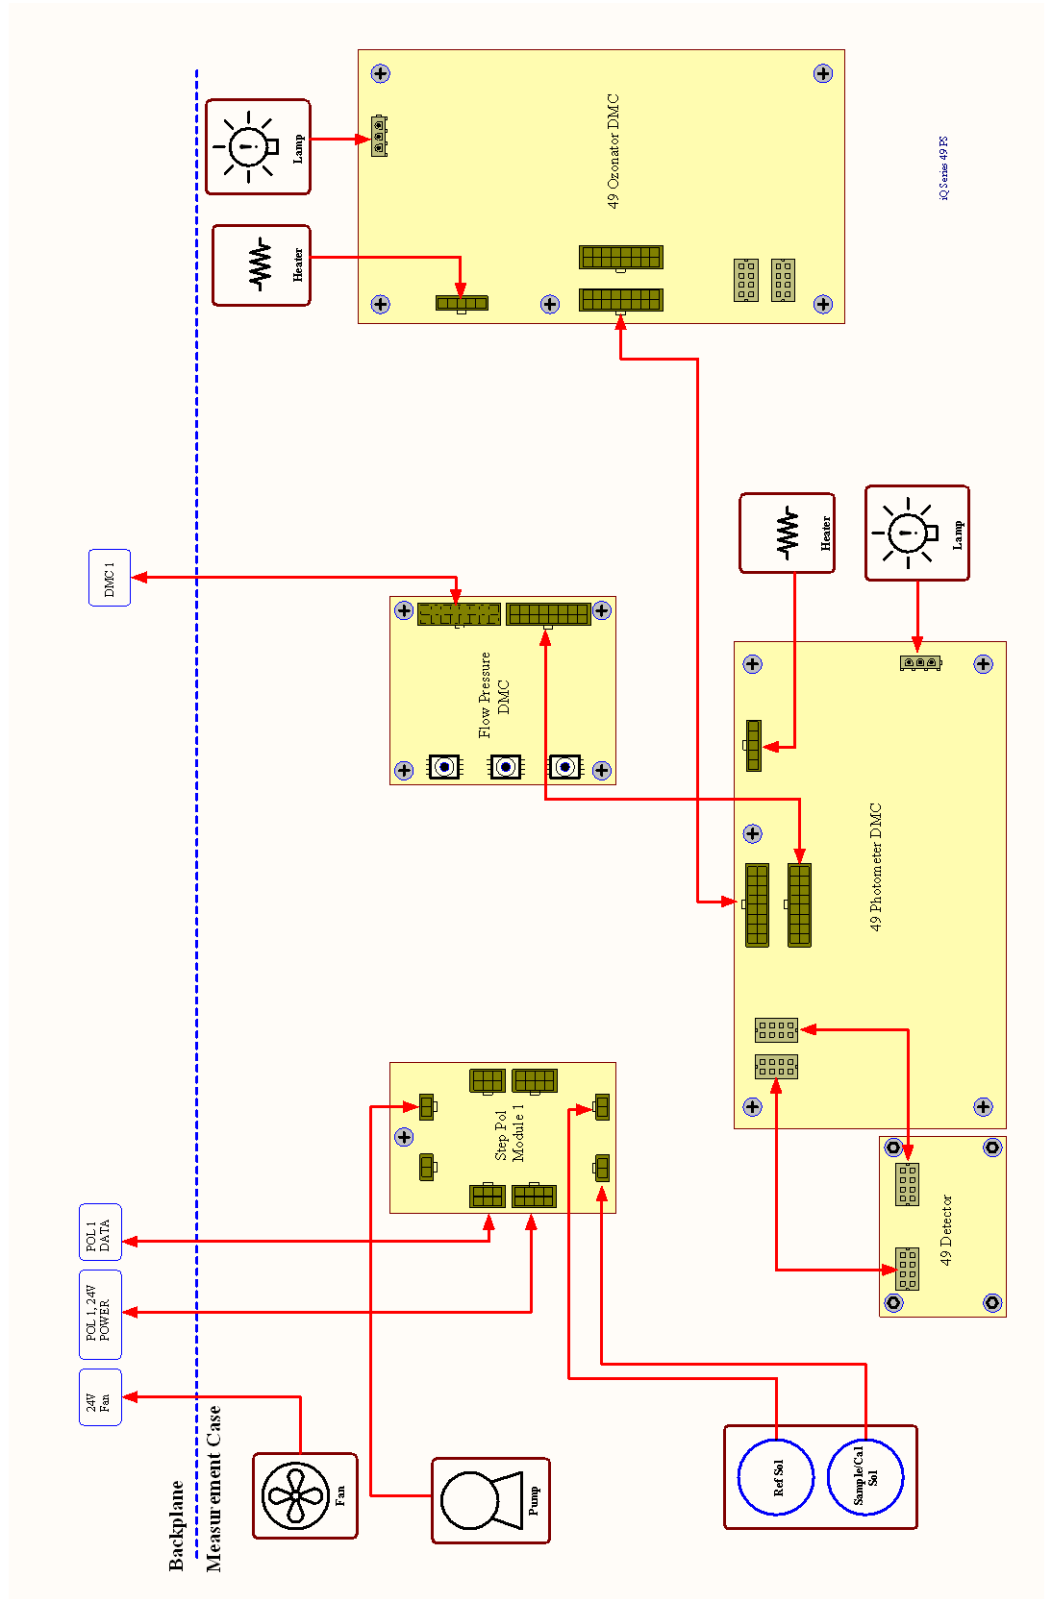 Backplane
Measurement Case
24V
Fan
POL 1, 24V
POWER
POL 1
DATA
DMC 1
Fan
Pump
Ref Sol
Sample/Cal
Sol
Step Pol
Module 1
Flow Pressure
DMC
Heater
Lamp
49 Ozonator DMC
49 Detector
49 Photometer DMC
Heater
Lamp
iQ Series 49 PS